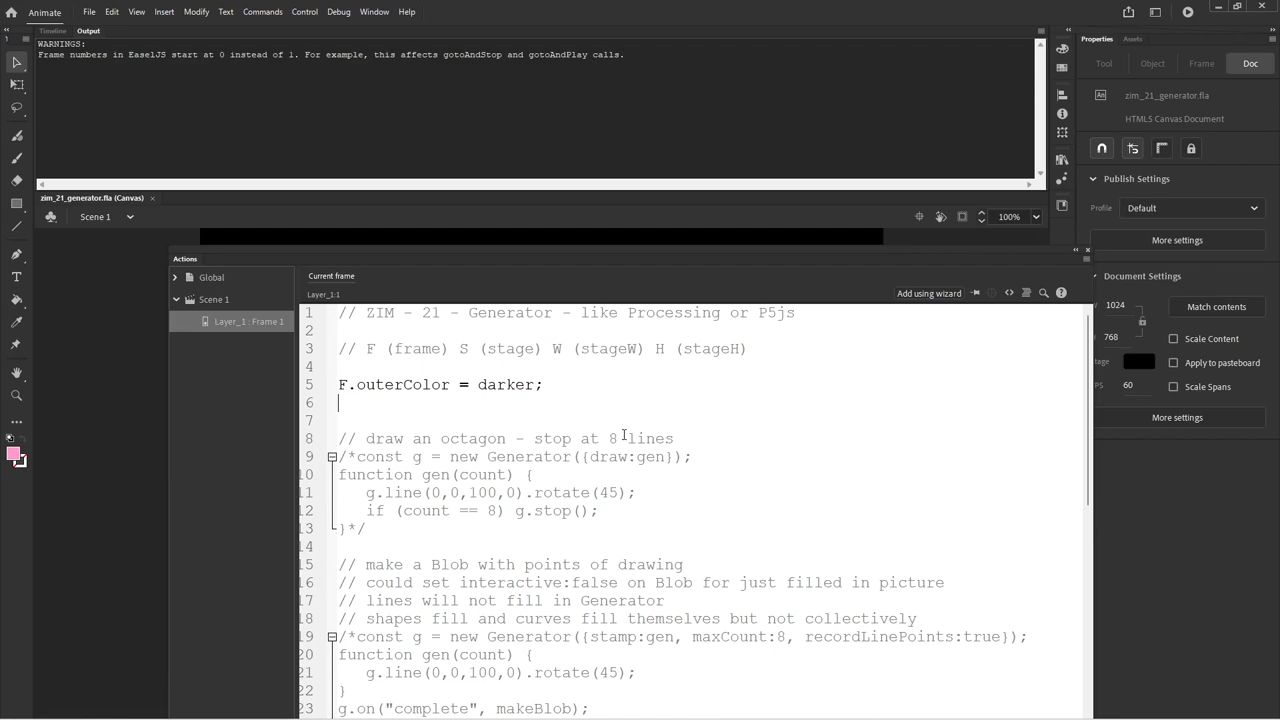 Animate File Edit View Insert Modify Text Commands Control Debug Window Help
Timeline Output
WARNINGS:
Frame numbers in EaselJS start at 0 instead of 1. For example, this affects gotoAndStop and gotoAndPlay calls.
zim_21_generator.fla (Canvas)
Scene 1
100%
Actions
Global
Scene 1
Layer_1 : Frame 1
Current frame
Layer_1:1
Add using wizard
1 // ZIM - 21 - Generator - like Processing or P5js
2
3 // F (frame) S (stage) W (stageW) H (stageH)
4
5 F.outerColor = darker;
6
7
8 // draw an octagon - stop at 8 lines
9 /*const g = new Generator({draw:gen});
10 function gen(count) {
11 g.line(0,0,100,0).rotate(45);
12 if (count == 8) g.stop();
13 }*/
14
15 // make a Blob with points of drawing
16 // could set interactive:false on Blob for just filled in picture
17 // lines will not fill in Generator
18 // shapes fill and curves fill themselves but not collectively
19 /*const g = new Generator({stamp:gen, maxCount:8, recordLinePoints:true});
20 function gen(count) {
21 g.line(0,0,100,0).rotate(45);
22 }
23 g.on("complete", makeBlob);
Properties Assets
Tool Object Frame Doc
An zim_21_generator.fla
HTML5 Canvas Document
Publish Settings
Profile Default
More settings
Document Settings
1024 Match contents
768 Scale Content
tage Apply to pasteboard
PS 60 Scale Spans
More settings